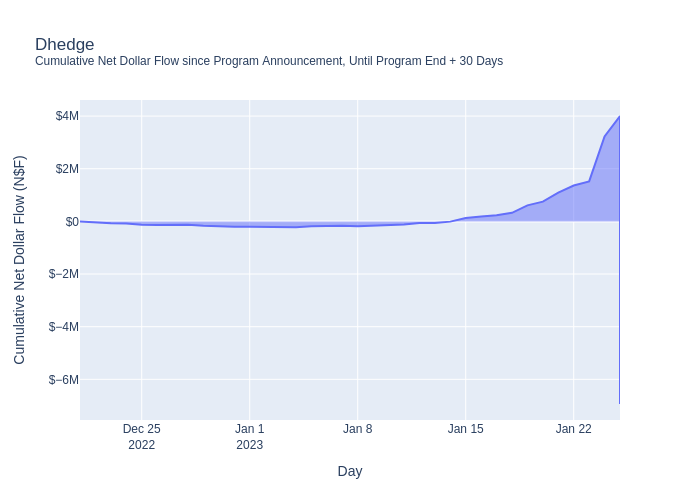 Dhedge
Cumulative Net Dollar Flow since Program Announcement, Until Program End + 30 Days
Cumulative Net Dollar Flow (N$F)
$4M
$2M
$0
$−2M
$−4M
$−6M
Dec 25
2022
Jan 1
2023
Jan 8
Jan 15
Jan 22
Day